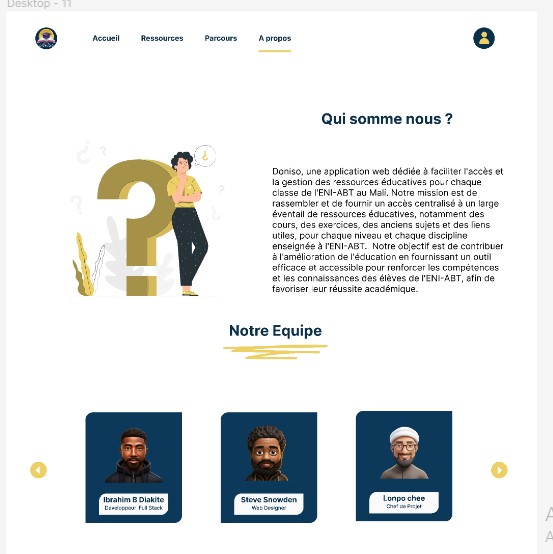 Desktop - 11
Accueil Ressources Parcours A propos
Qui somme nous ?
Doniso, une application web dédiée à faciliter l'accès et
la gestion des ressources éducatives pour chaque
classe de l'ENI-ABT au Mali. Notre mission est de
rassembler et de fournir un accès centralisé à un large
éventail de ressources éducatives, notamment des
cours, des exercices, des anciens sujets et des liens
utiles, pour chaque niveau et chaque discipline
enseignée à l'ENI-ABT. Notre objectif est de contribuer
à l'amélioration de l'éducation en fournissant un outil
efficace et accessible pour renforcer les compétences
et les connaissances des élèves de l'ENI-ABT, afin de
favoriser leur réussite académique.
Notre Equipe
Ibrahim B Diakite
Developpeur Full Stack
Steve Snowden
Web Designer
Lonpo chee
Chef de Projet
A
A